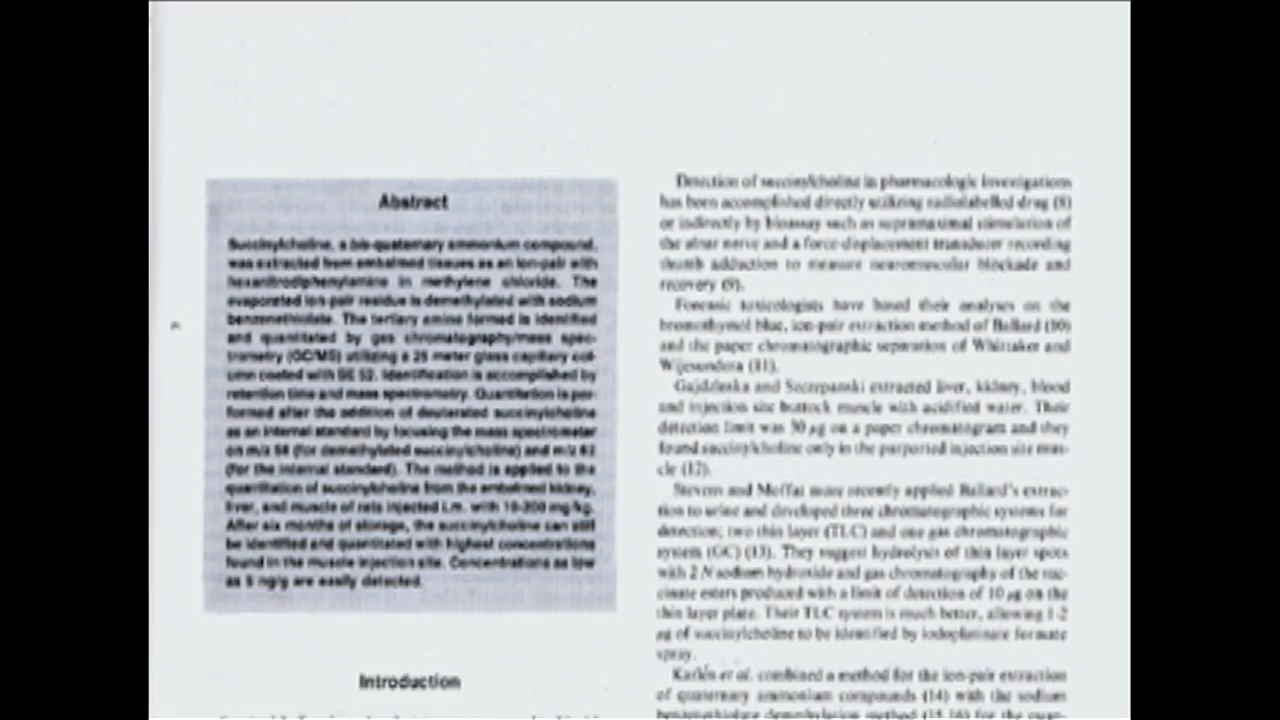 Abstract
Succinylcholine, a bis-quaternary ammonium compound,
was extracted from embalmed tissues as an ion-pair with
hexanitrodiphenylamine in methylene chloride. The
evaporated ion pair residue is demethylated with sodium
benzenethiolate. The tertiary amine formed is identified
and quantitated by gas chromatography/mass spec-
trometry (GC/MS) utilizing a 25 meter glass capillary col-
umn coated with SE 52. Identification is accomplished by
retention time and mass spectrometry. Quantitation is per-
formed after the addition of deuterated succinylcholine
as an internal standard by focusing the mass spectrometer
on m/z 58 (for demethylated succinylcholine) and m/z 62
(for the internal standard). The method is applied to the
quantitation of succinylcholine from the embalmed kidney,
liver, and muscle of rats injected i.m. with 10-200 mg/kg.
After six months of storage, the succinylcholine can still
be identified and quantitated with highest concentrations
found in the muscle injection site. Concentrations as low
as 5 ng/g are easily detected.
Introduction
Detection of succinylcholine in pharmacologic investigations
has been accomplished directly utilizing radiolabelled drug (8)
or indirectly by bioassay such as supramaximal stimulation of
the ulnar nerve and a force-displacement transducer recording
thumb adduction to measure neuromuscular blockade and
recovery (9).
Forensic toxicologists have based their analyses on the
bromothymol blue, ion-pair extraction method of Ballard (10)
and the paper chromatographic separation of Whittaker and
Wijesundera (11).
Gajdzinska and Szczepanski extracted liver, kidney, blood
and injection site buttock muscle with acidified water. Their
detection limit was 30 µg on a paper chromatogram and they
found succinylcholine only in the purported injection site mus-
cle (12).
Stevens and Moffat more recently applied Ballard's extrac-
tion to urine and developed three chromatographic systems for
detection; two thin layer (TLC) and one gas chromatographic
system (GC) (13). They suggest hydrolysis of thin layer spots
with 2 N sodium hydroxide and gas chromatography of the suc-
cinate esters produced with a limit of detection of 10 µg on the
thin layer plate. Their TLC system is much better, allowing 1-2
µg of succinylcholine to be identified by iodoplatinate formate
spray.
Karlén et al. combined a method for the ion-pair extraction
of quaternary ammonium compounds (14) with the sodium
benzenethiolate demethylation method (15,16) for the quan-